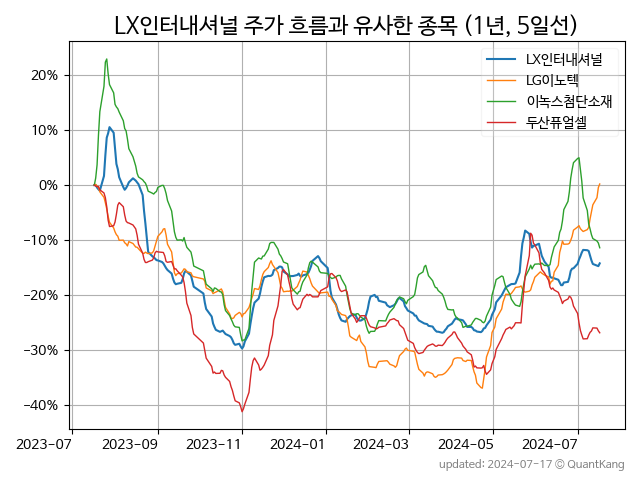 LX인터내셔널 주가 흐름과 유사한 종목 (1년, 5일선)
LX인터내셔널
LG이노텍
이녹스첨단소재
두산퓨얼셀
20%
10%
0%
−10%
−20%
−30%
−40%
2023-07 2023-09 2023-11 2024-01 2024-03 2024-05 2024-07
updated: 2024-07-17 © QuantKang